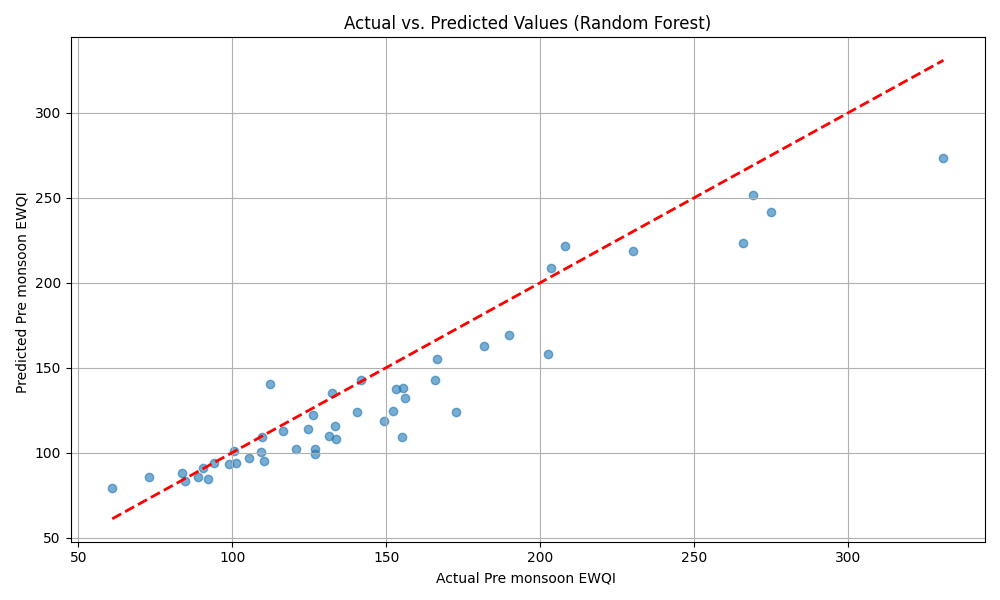 Actual vs. Predicted Values (Random Forest)
Predicted Pre monsoon EWQI
300
250
200
150
100
50
50 100 150 200 250 300
Actual Pre monsoon EWQI